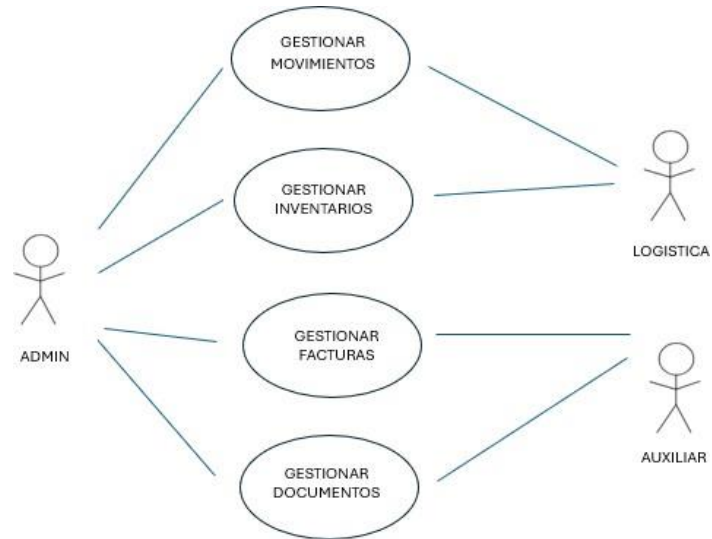 GESTIONAR
MOVIMIENTOS
GESTIONAR
INVENTARIOS
LOGISTICA
GESTIONAR
FACTURAS
ADMIN
AUXILIAR
GESTIONAR
DOCUMENTOS